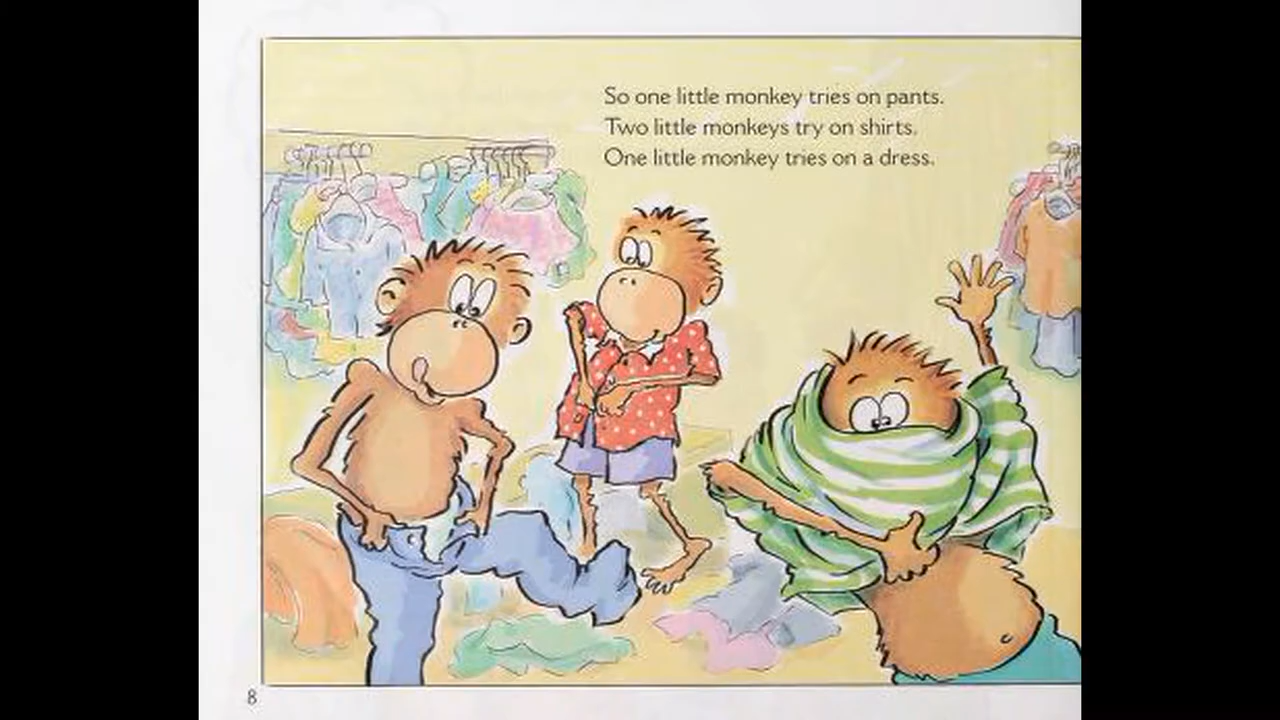 So one little monkey tries on pants.
Two little monkeys try on shirts.
One little monkey tries on a dress.
8